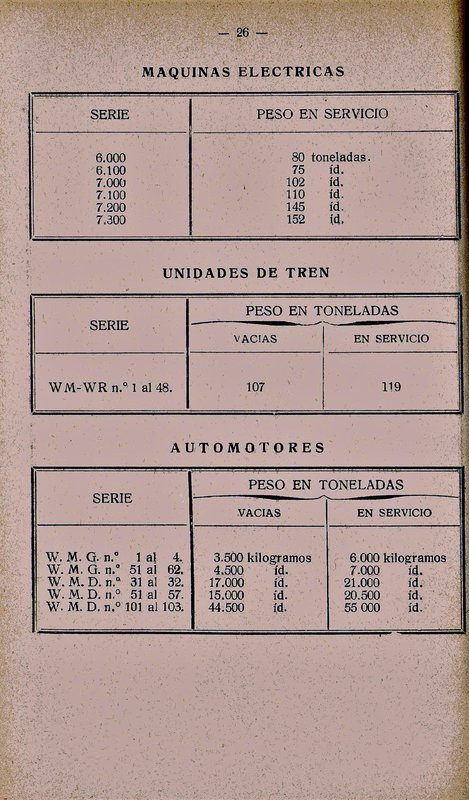 — 26 —
MAQUINAS ELECTRICAS
SERIE PESO EN SERVICIO
6.000 80 toneladas.
6.100 75 íd.
7.000 102 íd.
7.100 110 íd.
7.200 145 íd.
7.300 152 íd.
UNIDADES DE TREN
SERIE PESO EN TONELADAS
VACIAS EN SERVICIO
WM-WR n.º 1 al 48. 107 119
AUTOMOTORES
SERIE PESO EN TONELADAS
VACIAS EN SERVICIO
W. M. G. n.º 1 al 4. 3.500 kilogramos 6.000 kilogramos
W. M. G. n.º 51 al 62. 4.500 íd. 7.000 íd.
W. M. D. n.º 31 al 32. 17.000 íd. 21.000 íd.
W. M. D. n.º 51 al 57. 15.000 íd. 20.500 íd.
W. M. D. n.º 101 al 103. 44.500 íd. 55 000 íd.